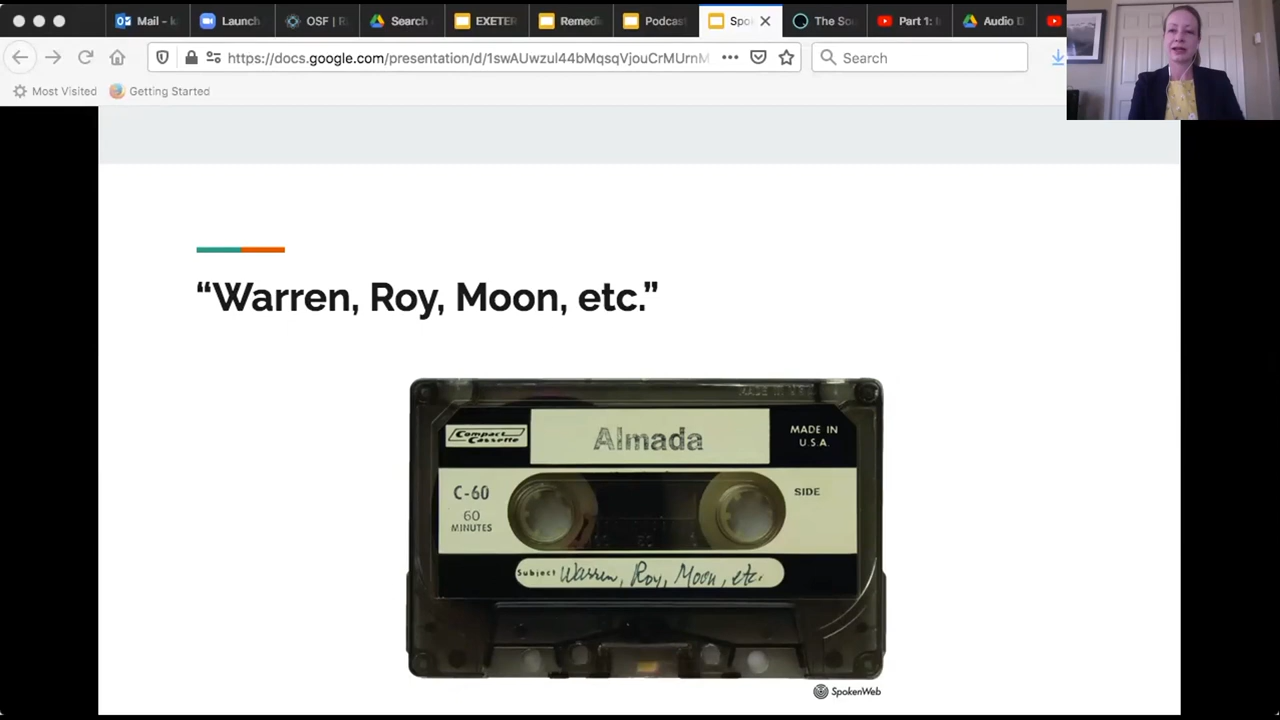 Mail - k
Launch
OSF | R
Search
EXETER
Remedi
Podcas
Spo
The So
Part 1: I
Audio D
https://docs.google.com/presentation/d/1swAUwzul44bMqsqVjouCrMUrnM
Search
Most Visited
Getting Started
“Warren, Roy, Moon, etc.”
Compact Cassette
Almada
MADE IN
U.S.A.
C-60
60
MINUTES
SIDE
Subject Warren, Roy, Moon, etc.
SpokenWeb